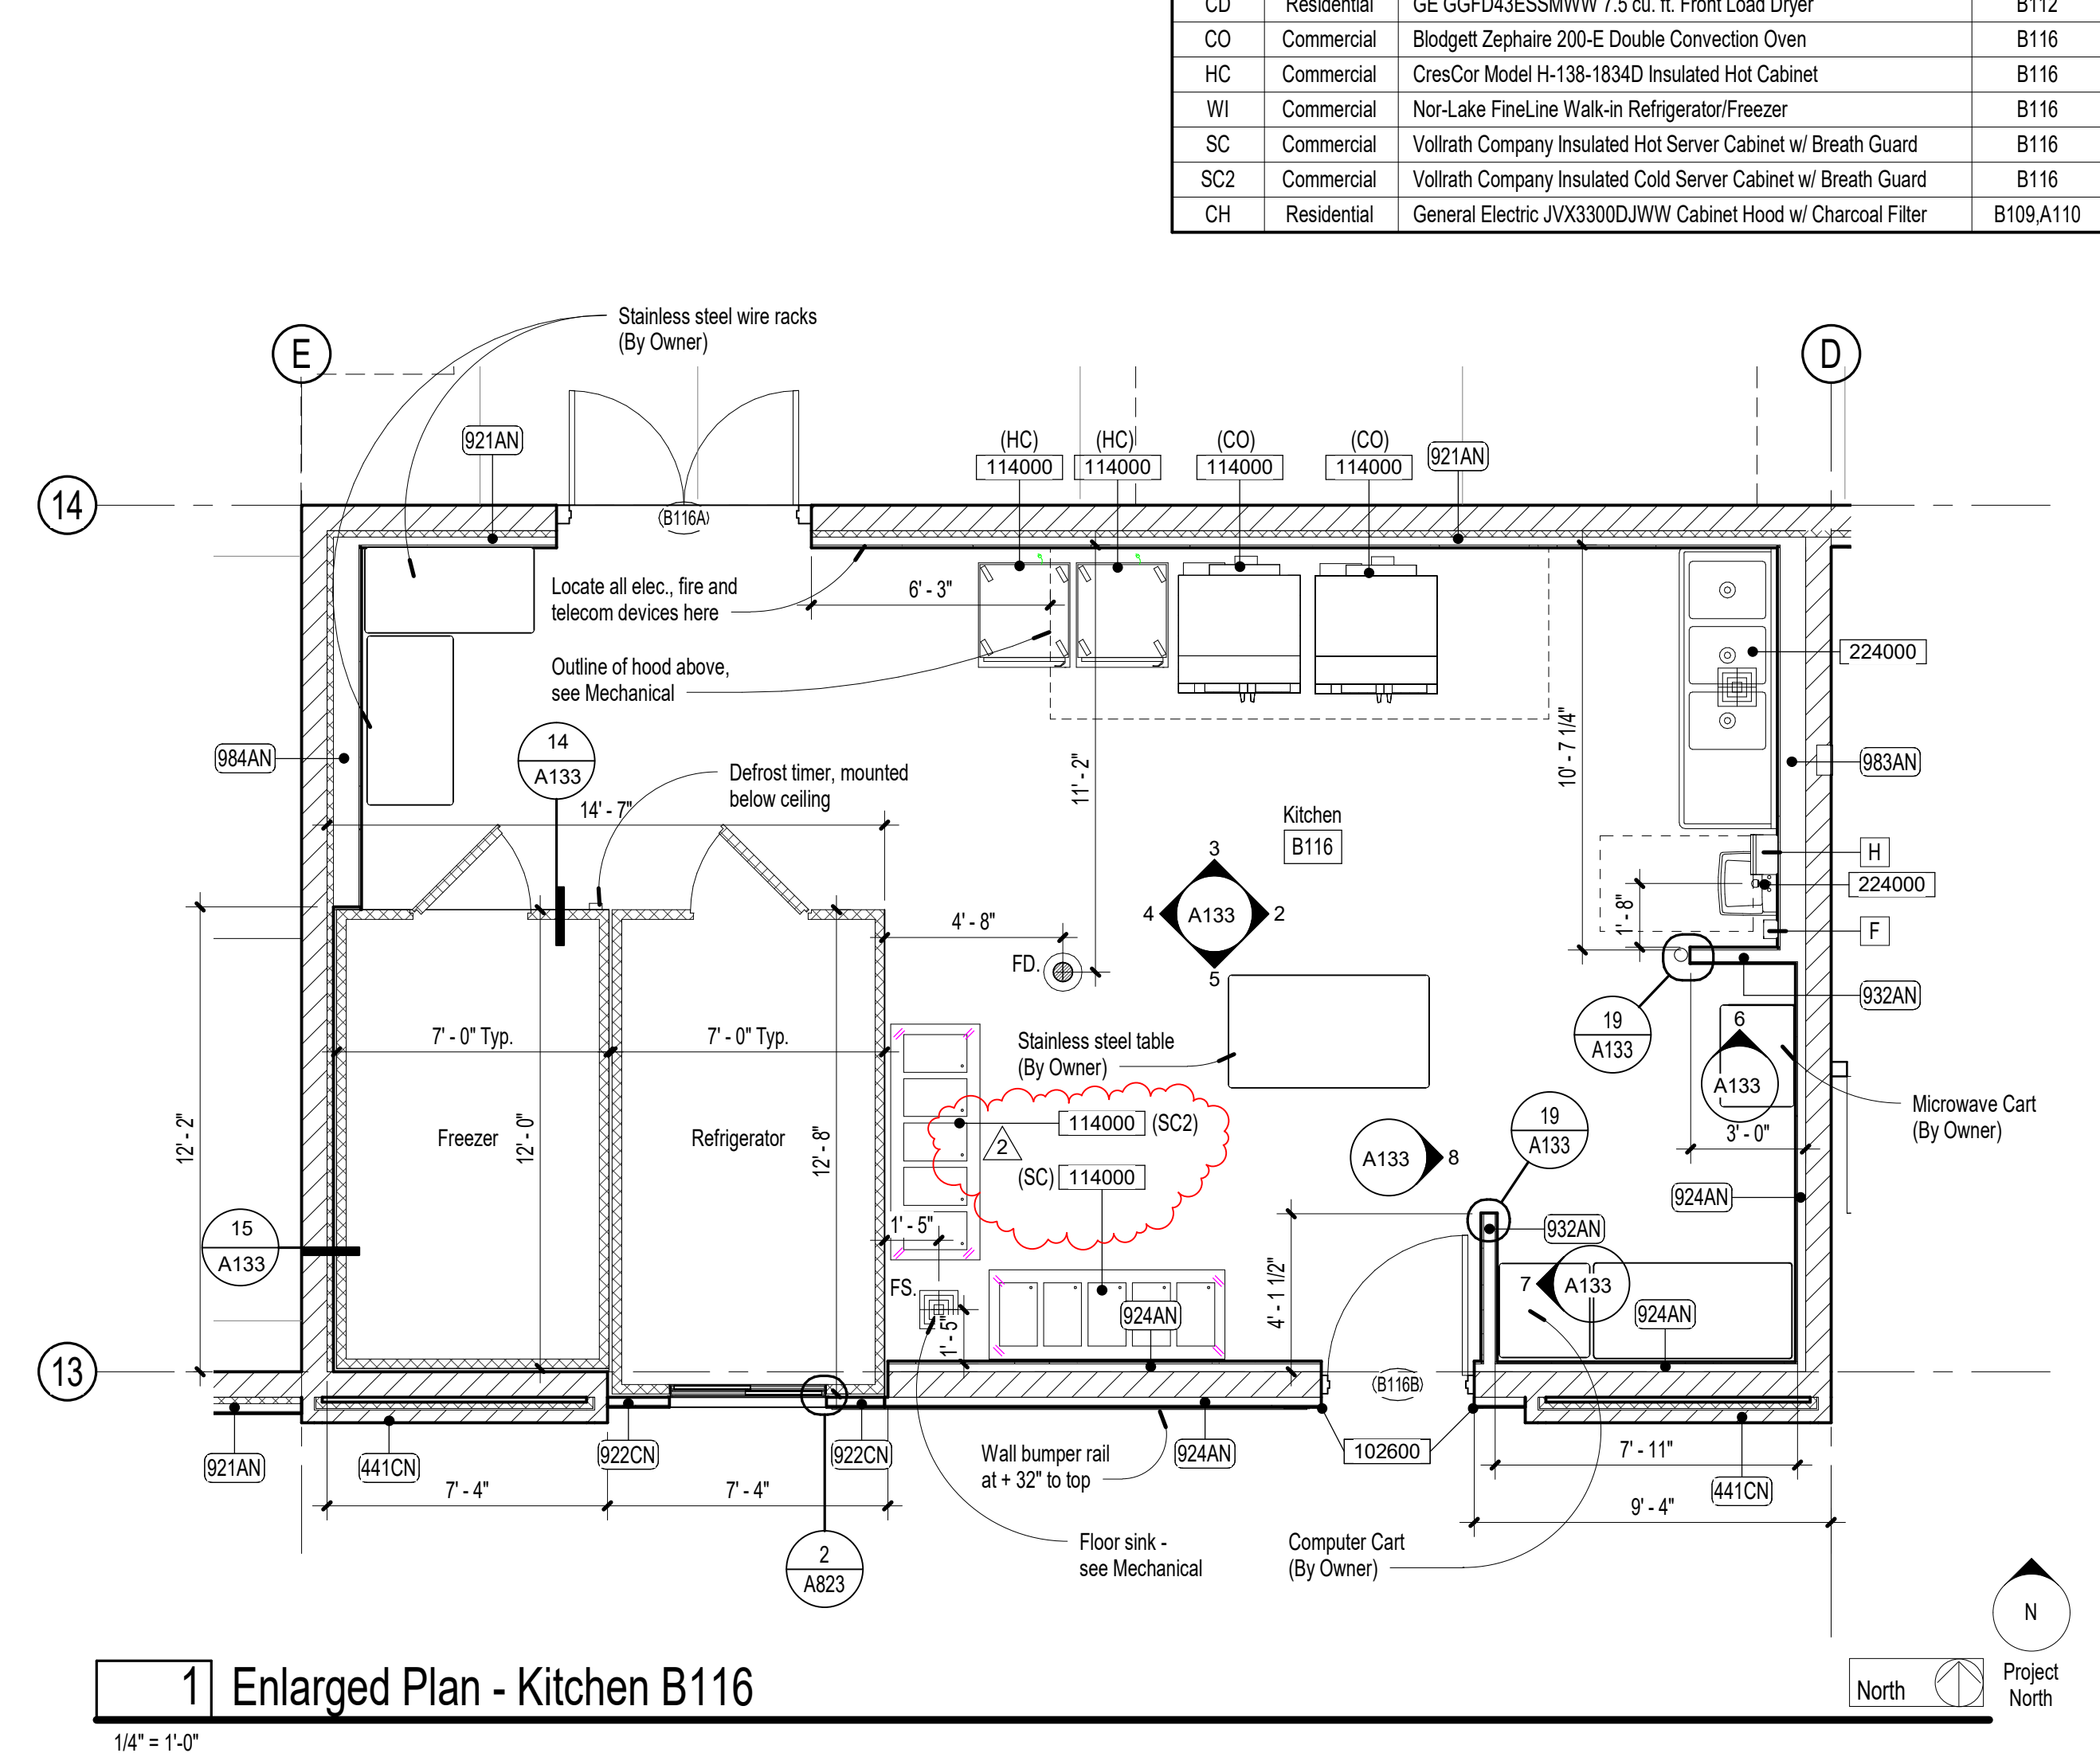 CD Residential GE GGFD43ESSMWW 7.5 cu. ft. Front Load Dryer B112
CO Commercial Blodgett Zephaire 200-E Double Convection Oven B116
HC Commercial CresCor Model H-138-1834D Insulated Hot Cabinet B116
WI Commercial Nor-Lake FineLine Walk-in Refrigerator/Freezer B116
SC Commercial Vollrath Company Insulated Hot Server Cabinet w/ Breath Guard B116
SC2 Commercial Vollrath Company Insulated Cold Server Cabinet w/ Breath Guard B116
CH Residential General Electric JVX3300DJWW Cabinet Hood w/ Charcoal Filter B109,A110
Stainless steel wire racks
(By Owner)
E
D
921AN
(HC)
(HC)
(CO)
(CO)
114000
114000
114000
114000
921AN
14
(B116A)
Locate all elec., fire and
telecom devices here
6' - 3"
Outline of hood above,
see Mechanical
224000
984AN
14
A133
Defrost timer, mounted
below ceiling
14' - 7"
11' - 2"
10' - 7 1/4"
983AN
Kitchen
B116
H
224000
F
3
4
A133
2
5
4' - 8"
FD.
1' - 8"
932AN
19
A133
7' - 0" Typ.
7' - 0" Typ.
Stainless steel table
(By Owner)
6
A133
Microwave Cart
(By Owner)
3' - 0"
12' - 2"
Freezer
12' - 0"
Refrigerator
12' - 8"
114000 (SC2)
2
(SC) 114000
A133 8
19
A133
924AN
932AN
15
A133
1' - 5"
FS.
1' - 5"
4' - 1 1/2"
7 A133
924AN
924AN
13
(B116B)
921AN
441CN
922CN
922CN
Wall bumper rail
at + 32" to top
924AN
102600
7' - 11"
441CN
7' - 4"
7' - 4"
9' - 4"
2
A823
Floor sink -
see Mechanical
Computer Cart
(By Owner)
N
Project
North
North
1 Enlarged Plan - Kitchen B116
1/4" = 1'-0"